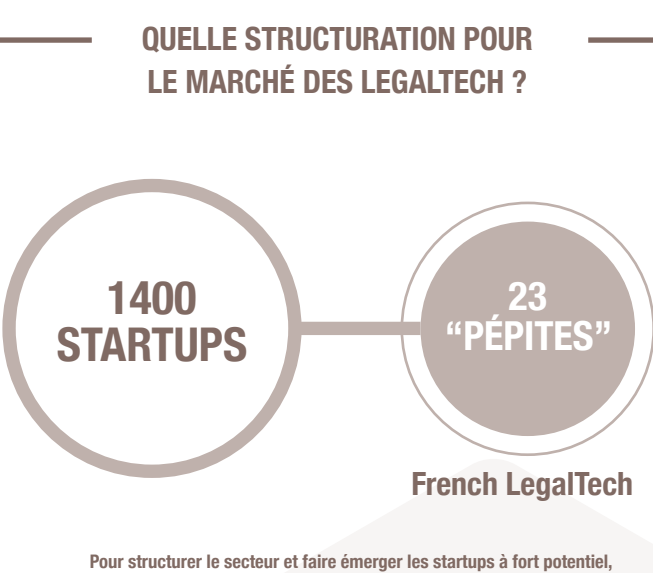 QUELLE STRUCTURATION POUR
LE MARCHÉ DES LEGALTECH ?
1400
STARTUPS
23
“PÉPITES”
French LegalTech
Pour structurer le secteur et faire émerger les startups à fort potentiel,